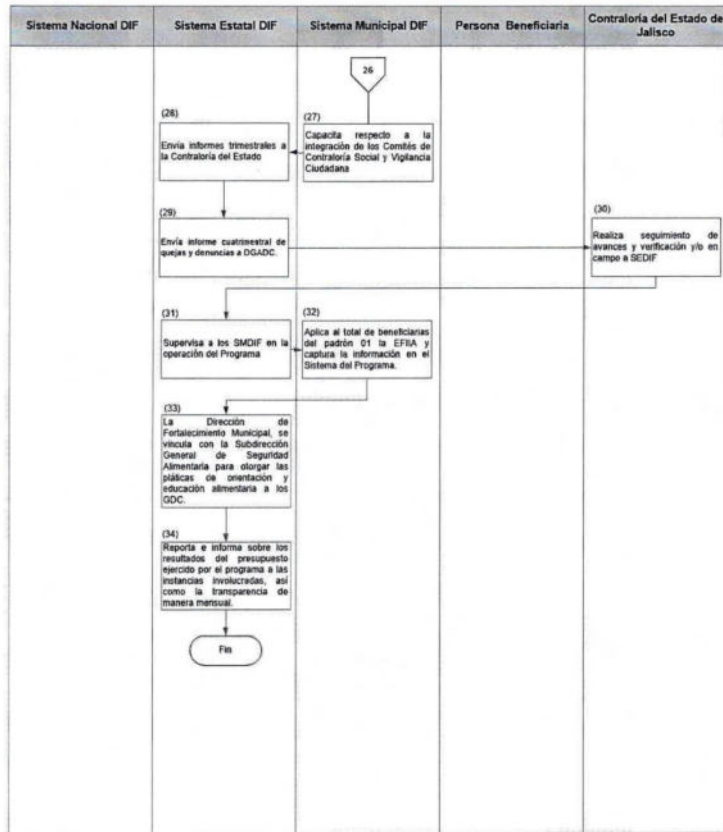 Sistema Nacional DIF
Sistema Estatal DIF
Sistema Municipal DIF
Persona Beneficiaria
Contraloría del Estado de
Jalisco
26
(28)
Envía informes trimestrales a
la Contraloría del Estado
(27)
Capacita respecto a la
integración de los Comités de
Contraloría Social y Vigilancia
Ciudadana
(29)
Envía informe cuatrimestral de
quejas y denuncias a DGADC.
(30)
Realiza seguimiento de
avances y verificación y/o en
campo a SEDIF
(31)
Supervisa a los SMDIF en la
operación del Programa
(32)
Aplica al total de beneficiarias
del padrón 01 la EFIIA y
captura la información en el
Sistema del Programa.
(33)
La Dirección de
Fortalecimiento Municipal, se
vincula con la Subdirección
General de Seguridad
Alimentaria para otorgar las
pláticas de orientación y
educación alimentaria a los
GDC.
(34)
Reporta e informa sobre los
resultados del presupuesto
ejercido por el programa a las
instancias involucradas, así
como la transparencia de
manera mensual.
Fin